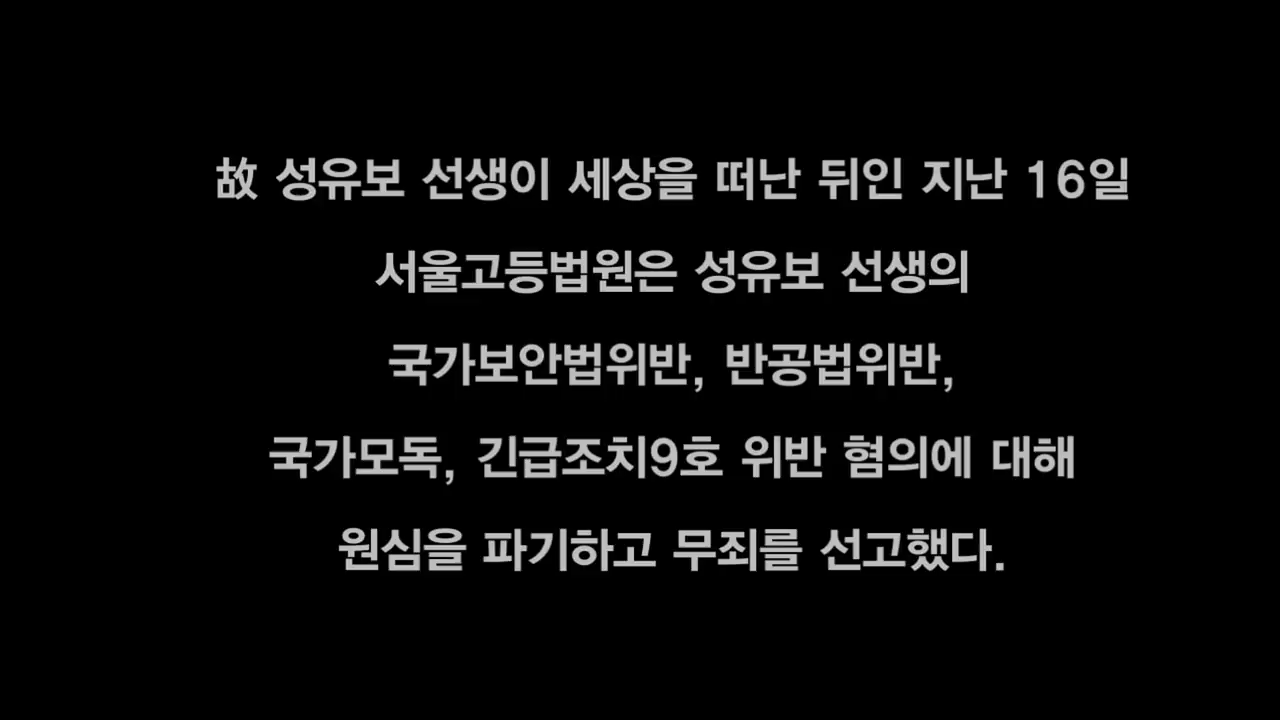 故 성유보 선생이 세상을 떠난 뒤인 지난 16일
서울고등법원은 성유보 선생의
국가보안법위반, 반공법위반,
국가모독, 긴급조치9호 위반 혐의에 대해
원심을 파기하고 무죄를 선고했다.